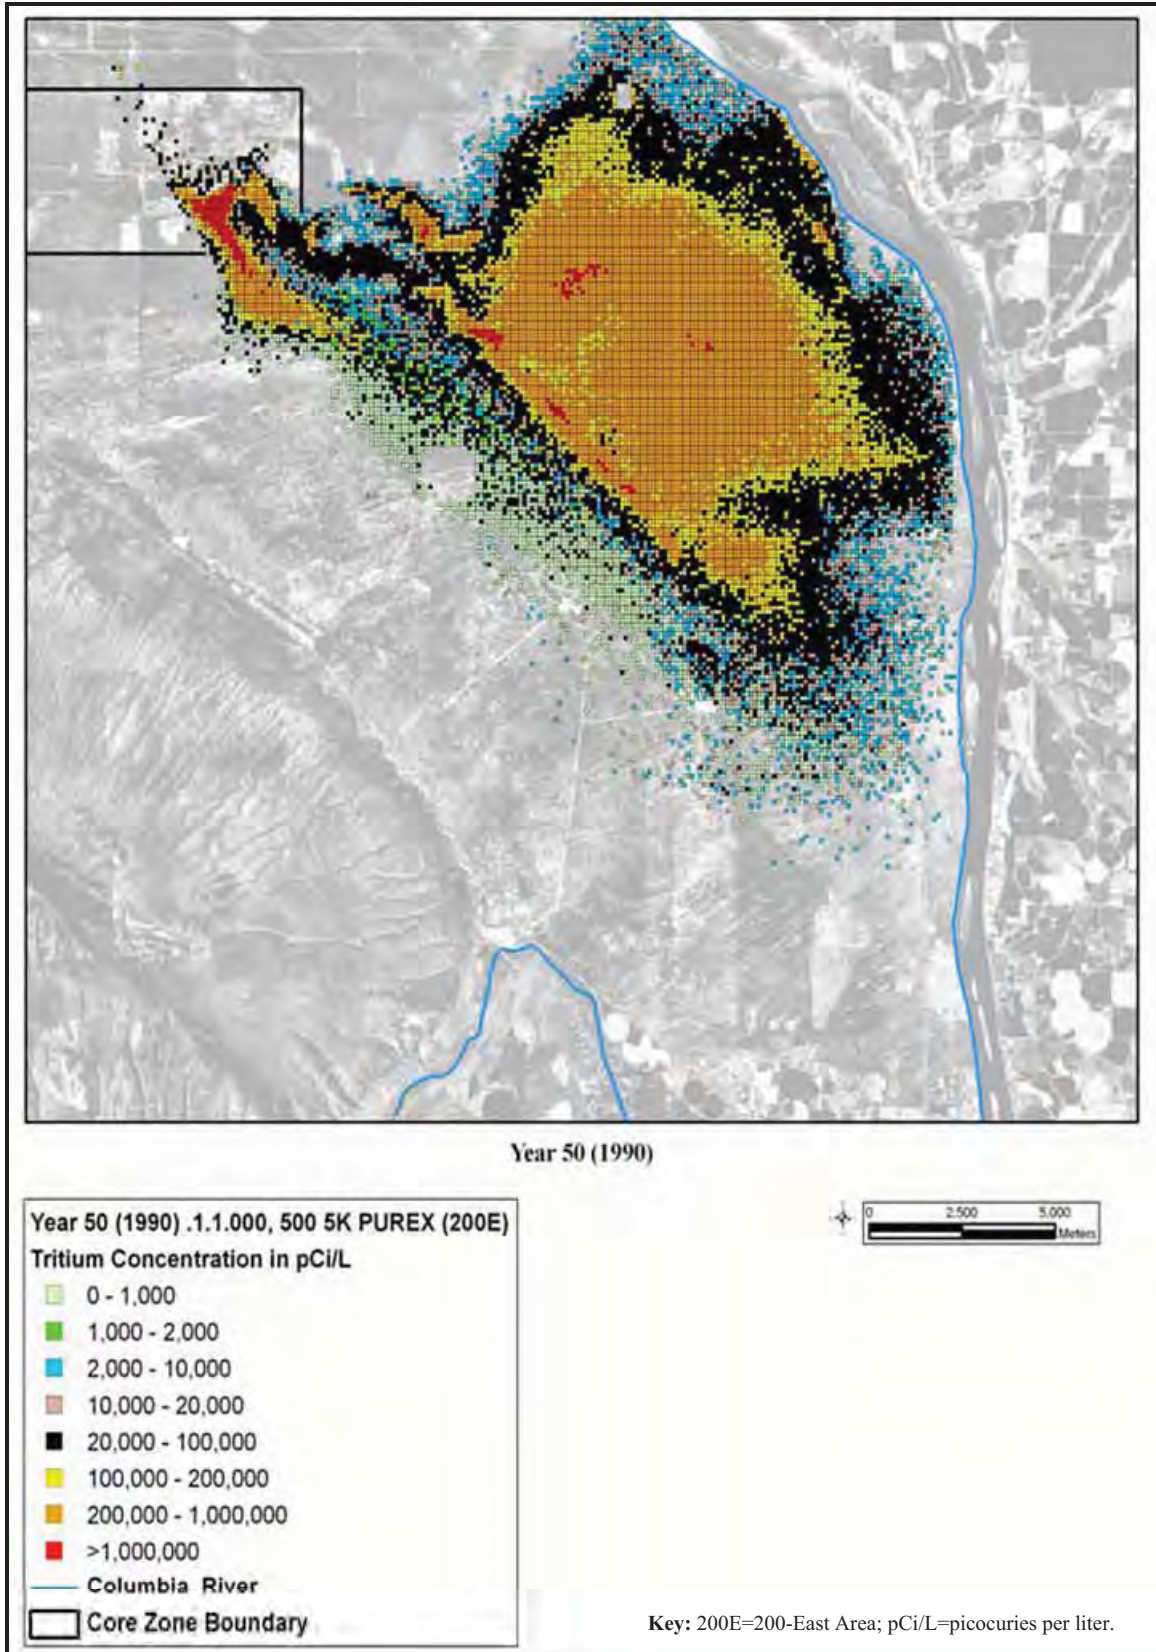 Year 50 (1990)
Year 50 (1990) .1.1.000, 500 5K PUREX (200E)
Tritium Concentration in pCi/L
0 - 1,000
1,000 - 2,000
2,000 - 10,000
10,000 - 20,000
20,000 - 100,000
100,000 - 200,000
200,000 - 1,000,000
>1,000,000
Columbia River
Core Zone Boundary
0 2,500 5,000
Meters
Key: 200E=200-East Area; pCi/L=picocuries per liter.